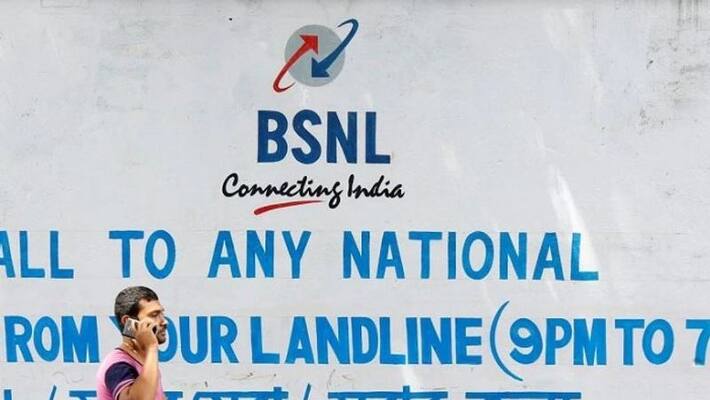 BSNL
Connecting India
ALL TO ANY NATIONAL
ROM YOUR LANDLINE (9PM TO 7